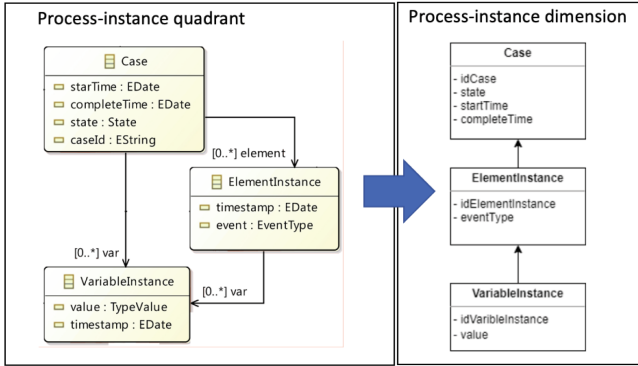 Process-instance quadrant
Case
starTime : EDate
completeTime : EDate
state : State
caseId : EString
[0..*] element
ElementInstance
timestamp : EDate
event : EventType
[0..*] var
[0..*] var
VariableInstance
value : TypeValue
timestamp : EDate
Process-instance dimension
Case
- idCase
- state
- startTime
- completeTime
ElementInstance
- idElementInstance
- eventType
VariableInstance
- idVaribleInstance
- value